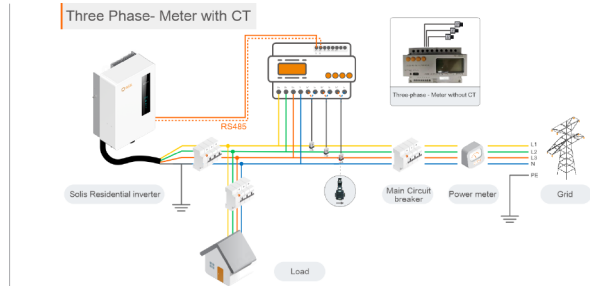 Three Phase- Meter with CT
Three-phase - Meter without CT
RS485
L1
L2
L3
N
PE
Solis Residential inverter
Main Circuit
breaker
Power meter
Grid
Load